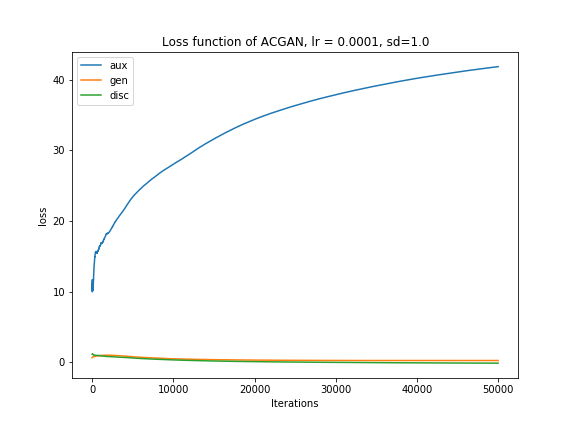 Loss function of ACGAN, lr = 0.0001, sd=1.0
aux
gen
disc
40
30
20
10
0
loss
0 10000 20000 30000 40000 50000
Iterations